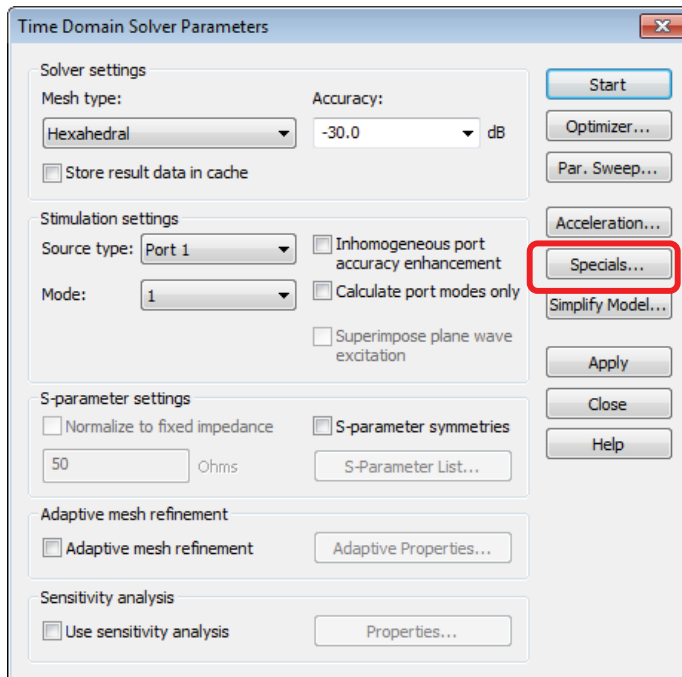 Time Domain Solver Parameters
Solver settings
Mesh type:
Accuracy:
Hexahedral
-30.0
dB
Store result data in cache
Stimulation settings
Source type:
Port 1
Inhomogeneous port
accuracy enhancement
Mode:
1
Calculate port modes only
Superimpose plane wave
excitation
S-parameter settings
Normalize to fixed impedance
S-parameter symmetries
50
Ohms
S-Parameter List...
Adaptive mesh refinement
Adaptive mesh refinement
Adaptive Properties...
Sensitivity analysis
Use sensitivity analysis
Properties...
Start
Optimizer...
Par. Sweep...
Acceleration...
Specials...
Simplify Model...
Apply
Close
Help